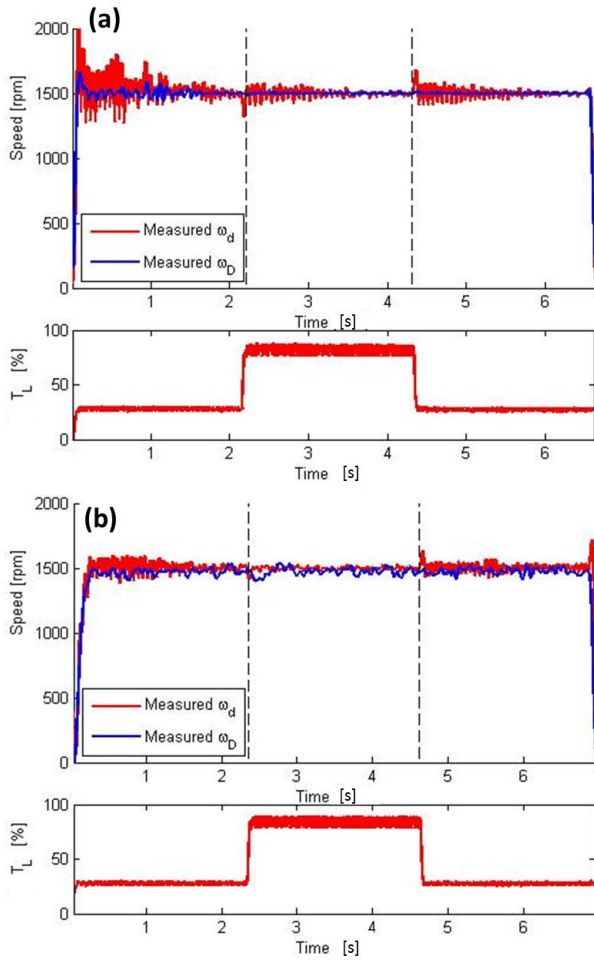 (a)
2000
1500
1000
500
0
Speed [rpm]
Measured ω_d
Measured ω_D
1 2 3 4 5 6
Time [s]
100
50
0
T_L [%]
1 2 3 4 5 6
Time [s]
(b)
2000
1500
1000
500
0
Speed [rpm]
Measured ω_d
Measured ω_D
1 2 3 4 5 6
Time [s]
100
50
0
T_L [%]
1 2 3 4 5 6
Time [s]